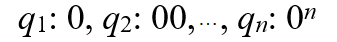 q₁: 0, q₂: 00,···, qₙ: 0ⁿ